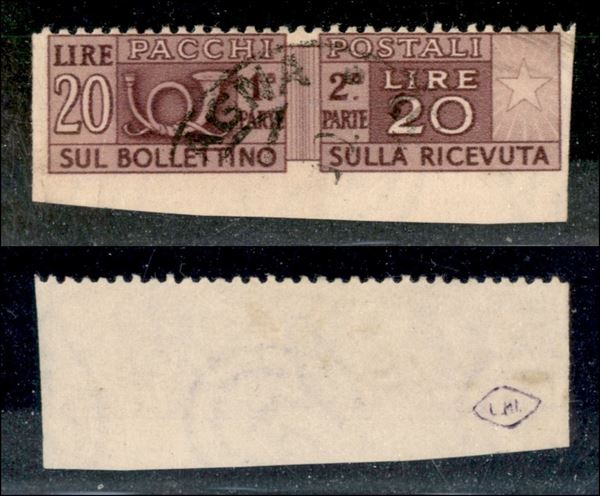 LIRE PACCHI POSTALI
20 1ª PARTE 2ª PARTE LIRE 20
SUL BOLLETTINO SULLA RICEVUTA